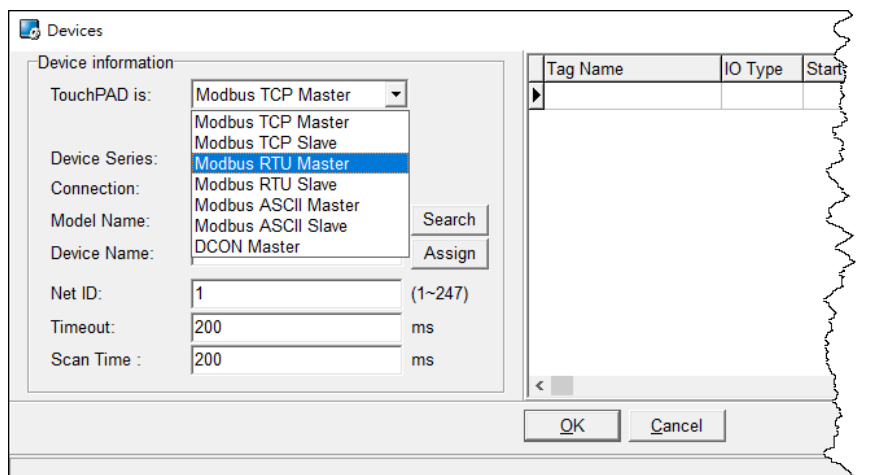 Devices
Device information
TouchPAD is: Modbus TCP Master
Modbus TCP Master
Modbus TCP Slave
Modbus RTU Master
Modbus RTU Slave
Modbus ASCII Master
Modbus ASCII Slave
DCON Master
Device Series:
Connection:
Model Name: Search
Device Name: Assign
Net ID: 1 (1~247)
Timeout: 200 ms
Scan Time : 200 ms
Tag Name IO Type Start
OK Cancel